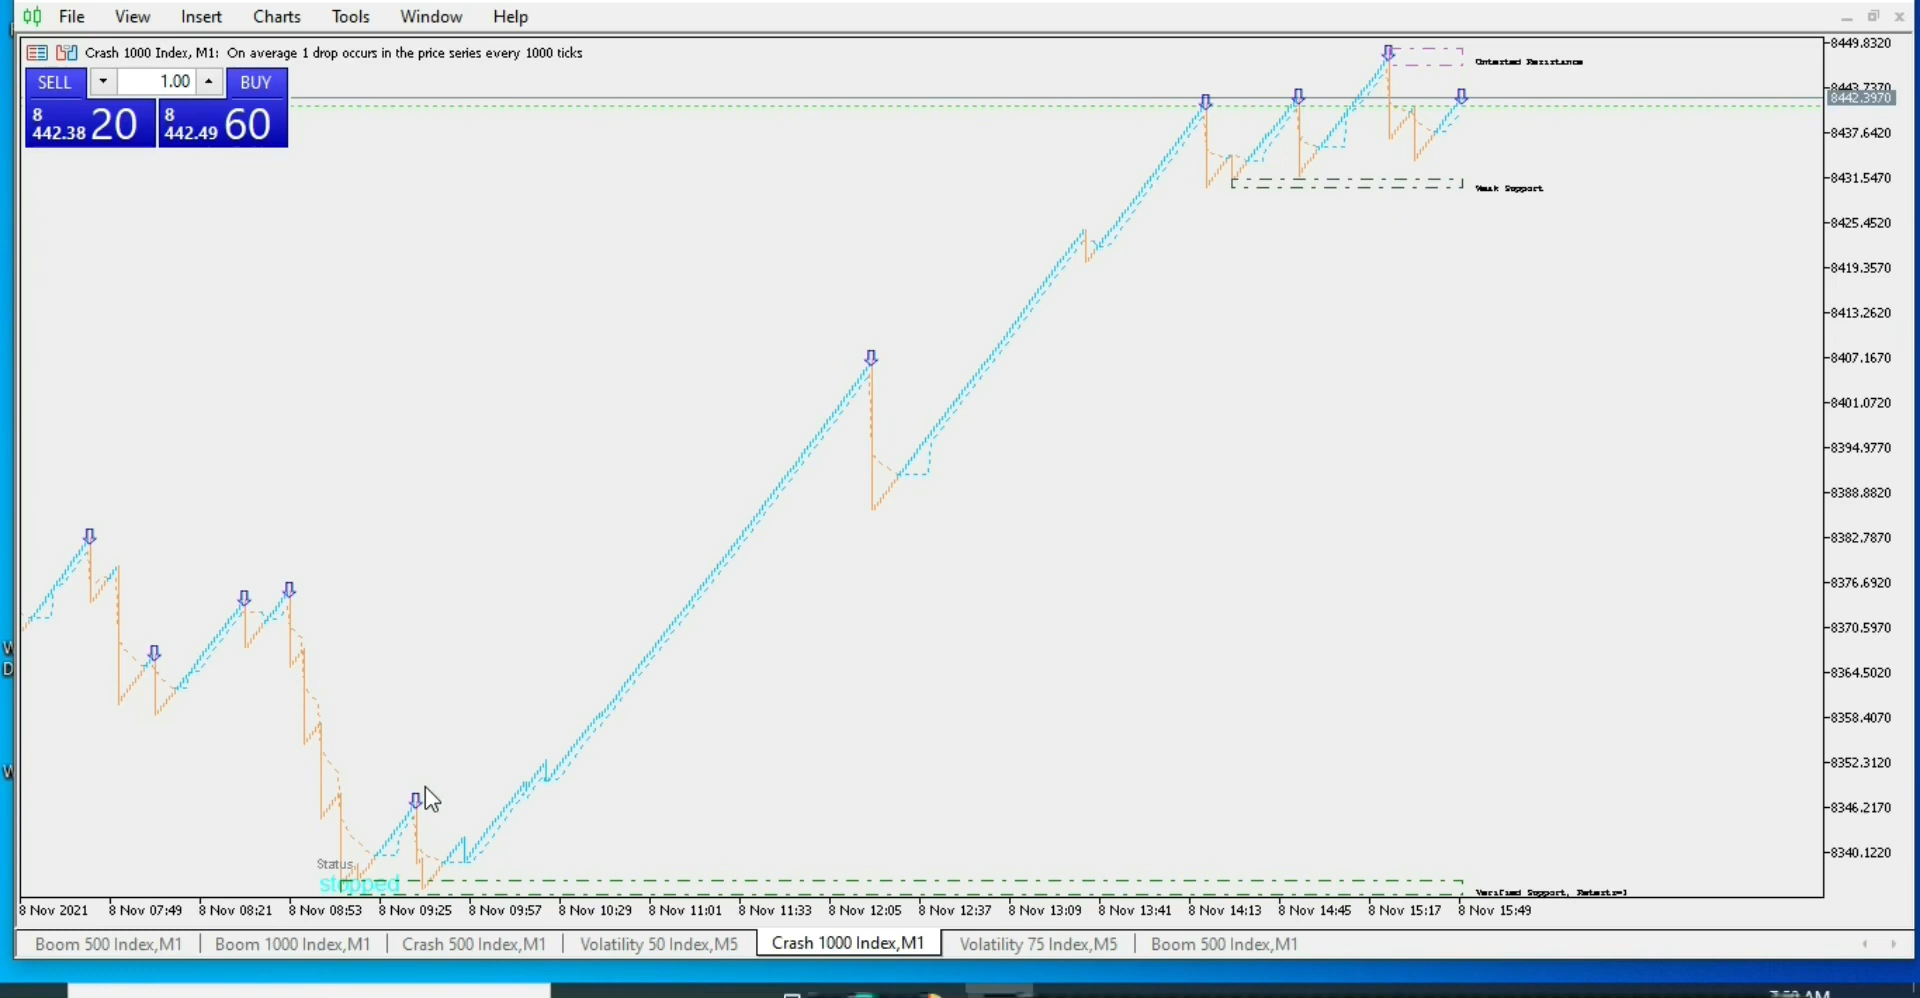 File View Insert Charts Tools Window Help
Crash 1000 Index, M1: On average 1 drop occurs in the price series every 1000 ticks
SELL 1.00 BUY
8 442.38 20 8 442.49 60
8449.8320
Untested Resistance
8443.7370
8442.3970
8437.6420
8431.5470
Weak Support
8425.4520
8419.3570
8413.2620
8407.1670
8401.0720
8394.9770
8388.8820
8382.7870
8376.6920
8370.5970
8364.5020
8358.4070
8352.3120
8346.2170
8340.1220
Status
stopped
Verified Support, Retests=1
8 Nov 2021 8 Nov 07:49 8 Nov 08:21 8 Nov 08:53 8 Nov 09:25 8 Nov 09:57 8 Nov 10:29 8 Nov 11:01 8 Nov 11:33 8 Nov 12:05 8 Nov 12:37 8 Nov 13:09 8 Nov 13:41 8 Nov 14:13 8 Nov 14:45 8 Nov 15:17 8 Nov 15:49
Boom 500 Index,M1 Boom 1000 Index,M1 Crash 500 Index,M1 Volatility 50 Index,M5 Crash 1000 Index,M1 Volatility 75 Index,M5 Boom 500 Index,M1